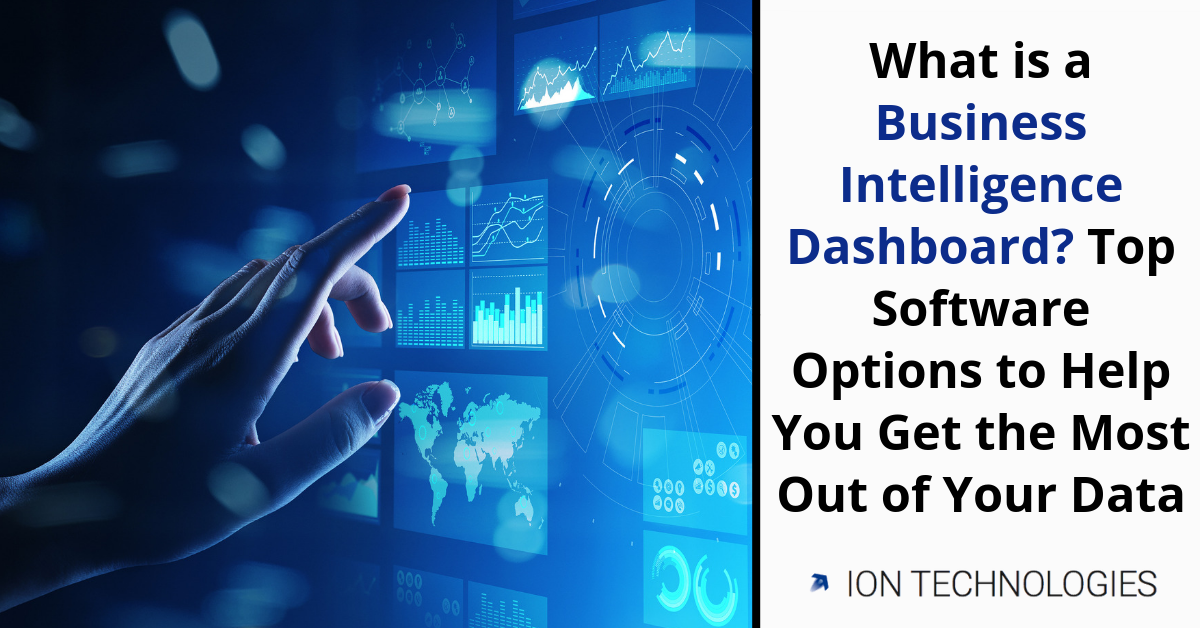 What is a
Business
Intelligence
Dashboard? Top
Software
Options to Help
You Get the Most
Out of Your Data
ION TECHNOLOGIES